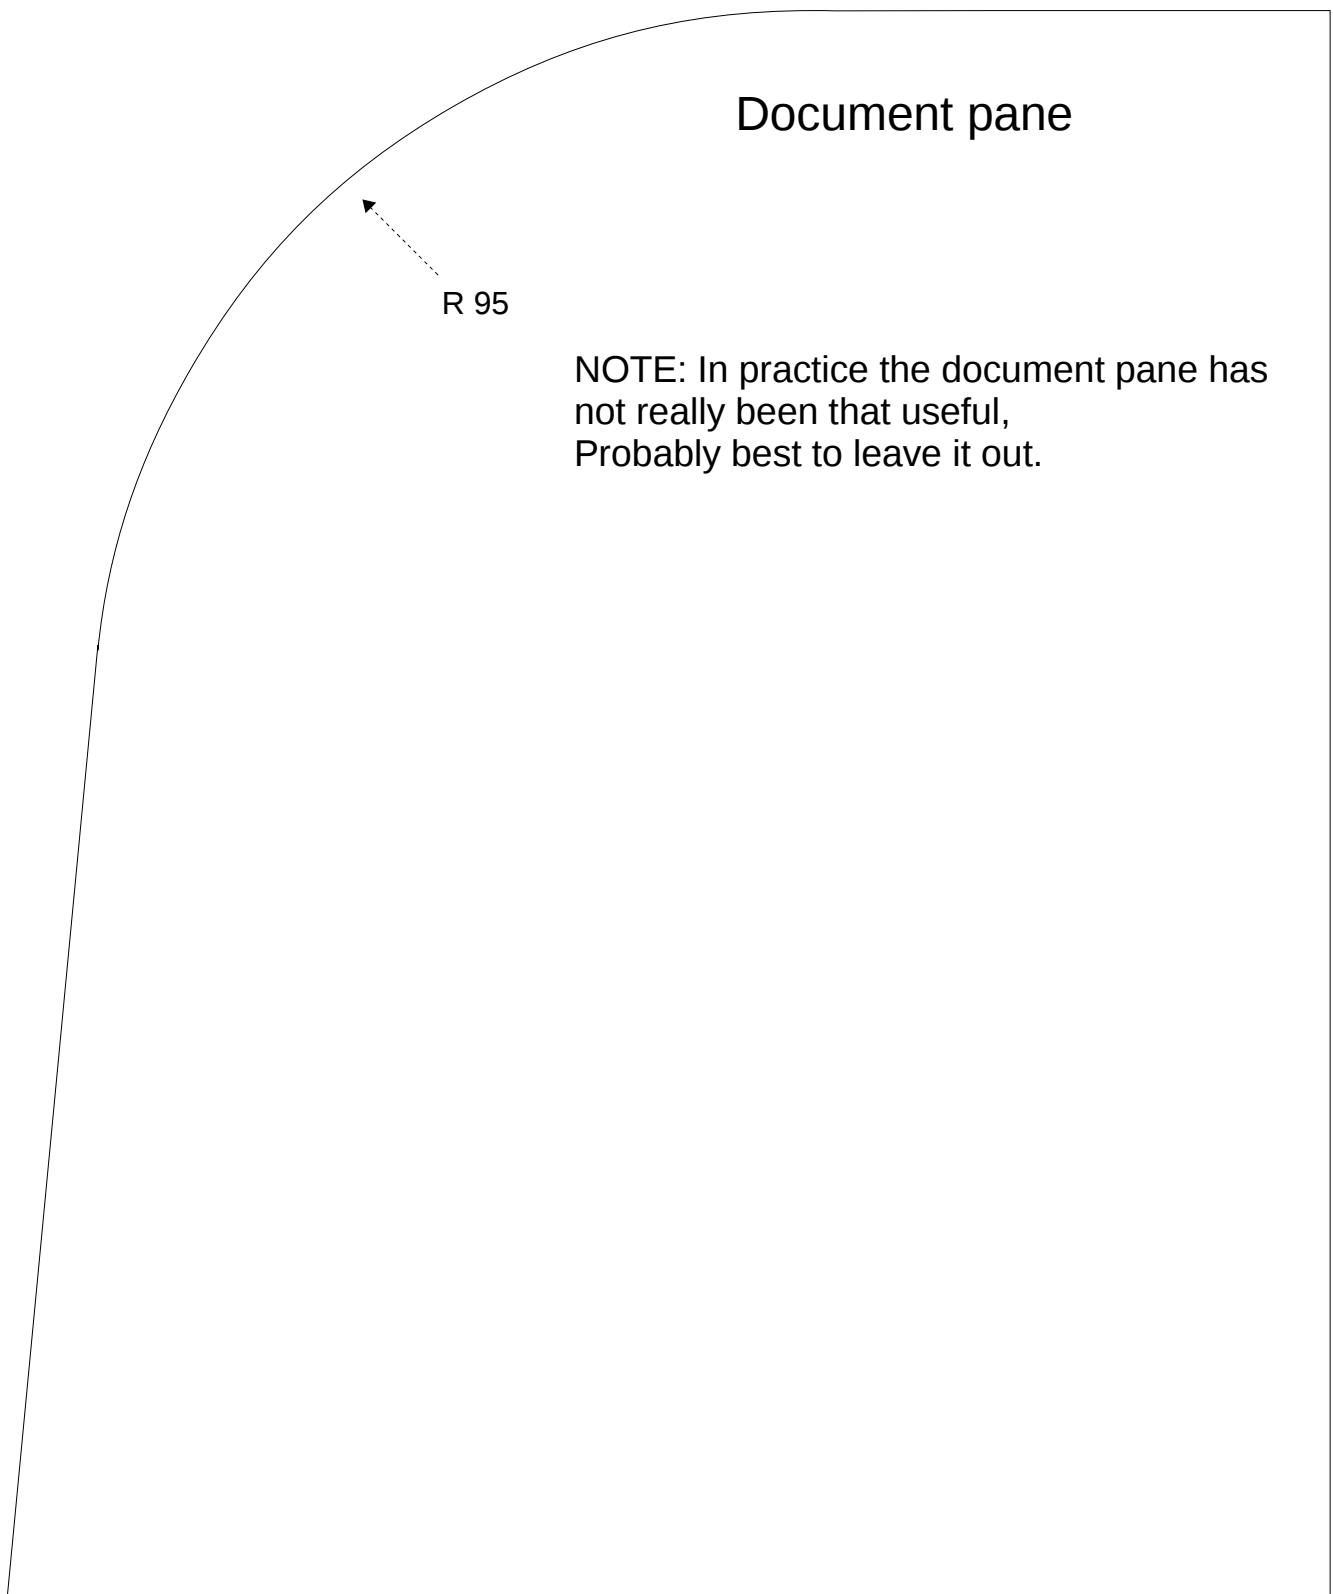 Document pane
R 95
NOTE: In practice the document pane has
not really been that useful,
Probably best to leave it out.